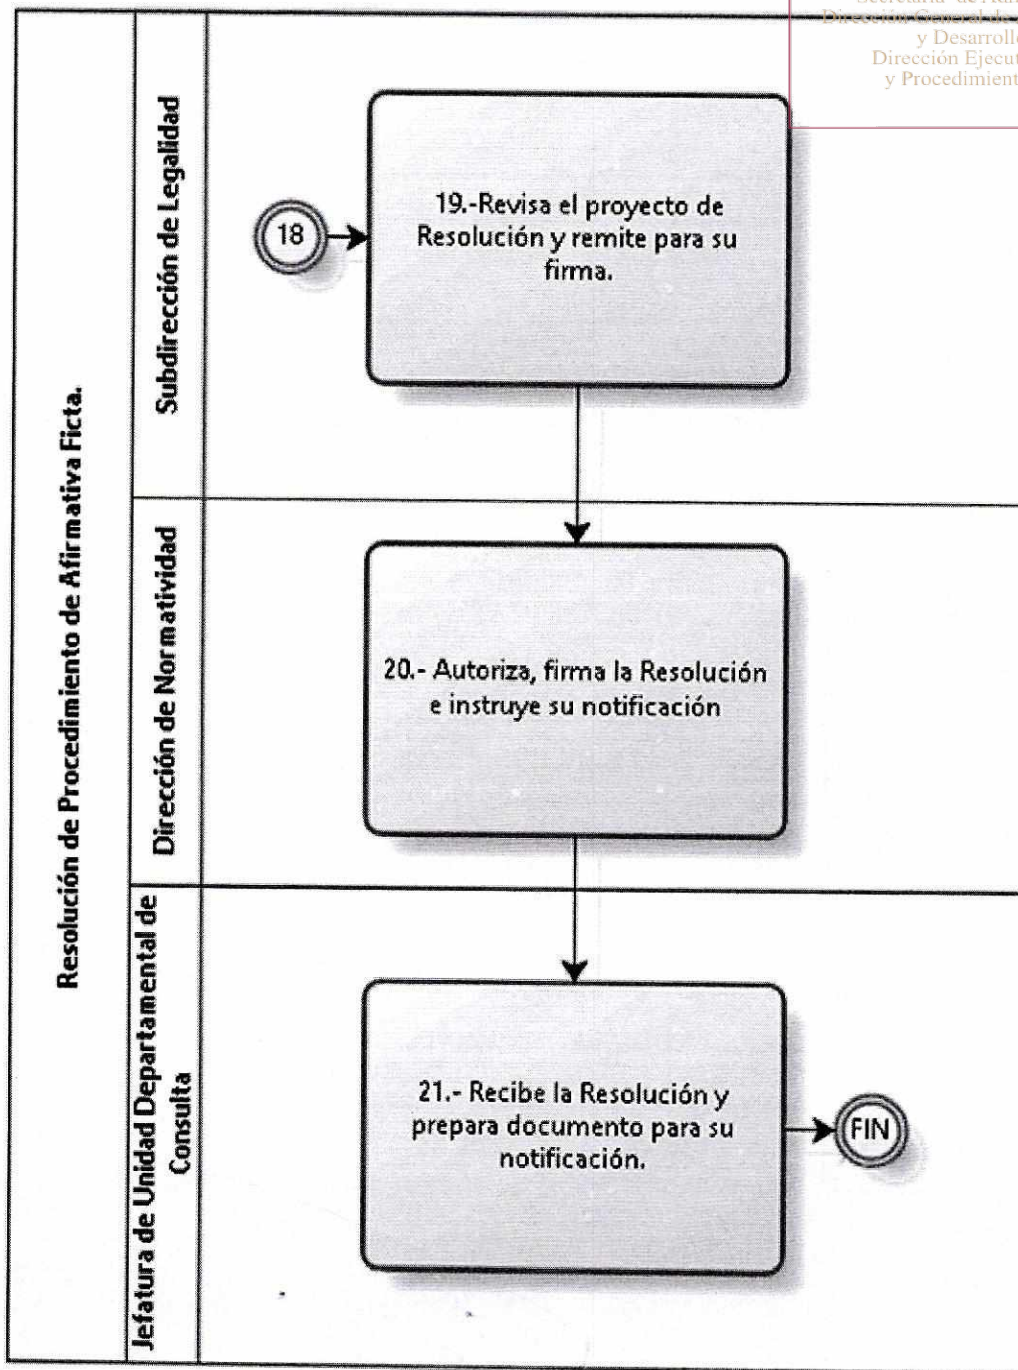 y Desarroll
Dirección Ejecut
y Procedimient
Resolución de Procedimiento de Afirmativa Ficta.
Subdirección de Legalidad
18
19.-Revisa el proyecto de
Resolución y remite para su
firma.
Dirección de Normatividad
20.- Autoriza, firma la Resolución
e instruye su notificación
Jefatura de Unidad Departamental de
Consulta
21.- Recibe la Resolución y
prepara documento para su
notificación.
FIN